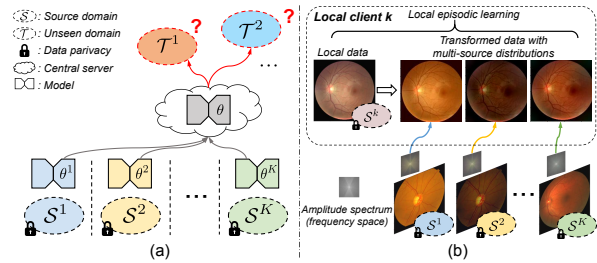 S : Source domain
T : Unseen domain
: Data parivacy
: Central server
: Model
T¹ ?
T² ?
...
θ
θ¹ θ² θᴷ
S¹ S² ... Sᴷ
(a)
Local client k
Local episodic learning
Local data
Transformed data with
multi-source distributions
Sᵏ
Amplitude spectrum
(frequency space)
...
S¹ S² Sᴷ
(b)